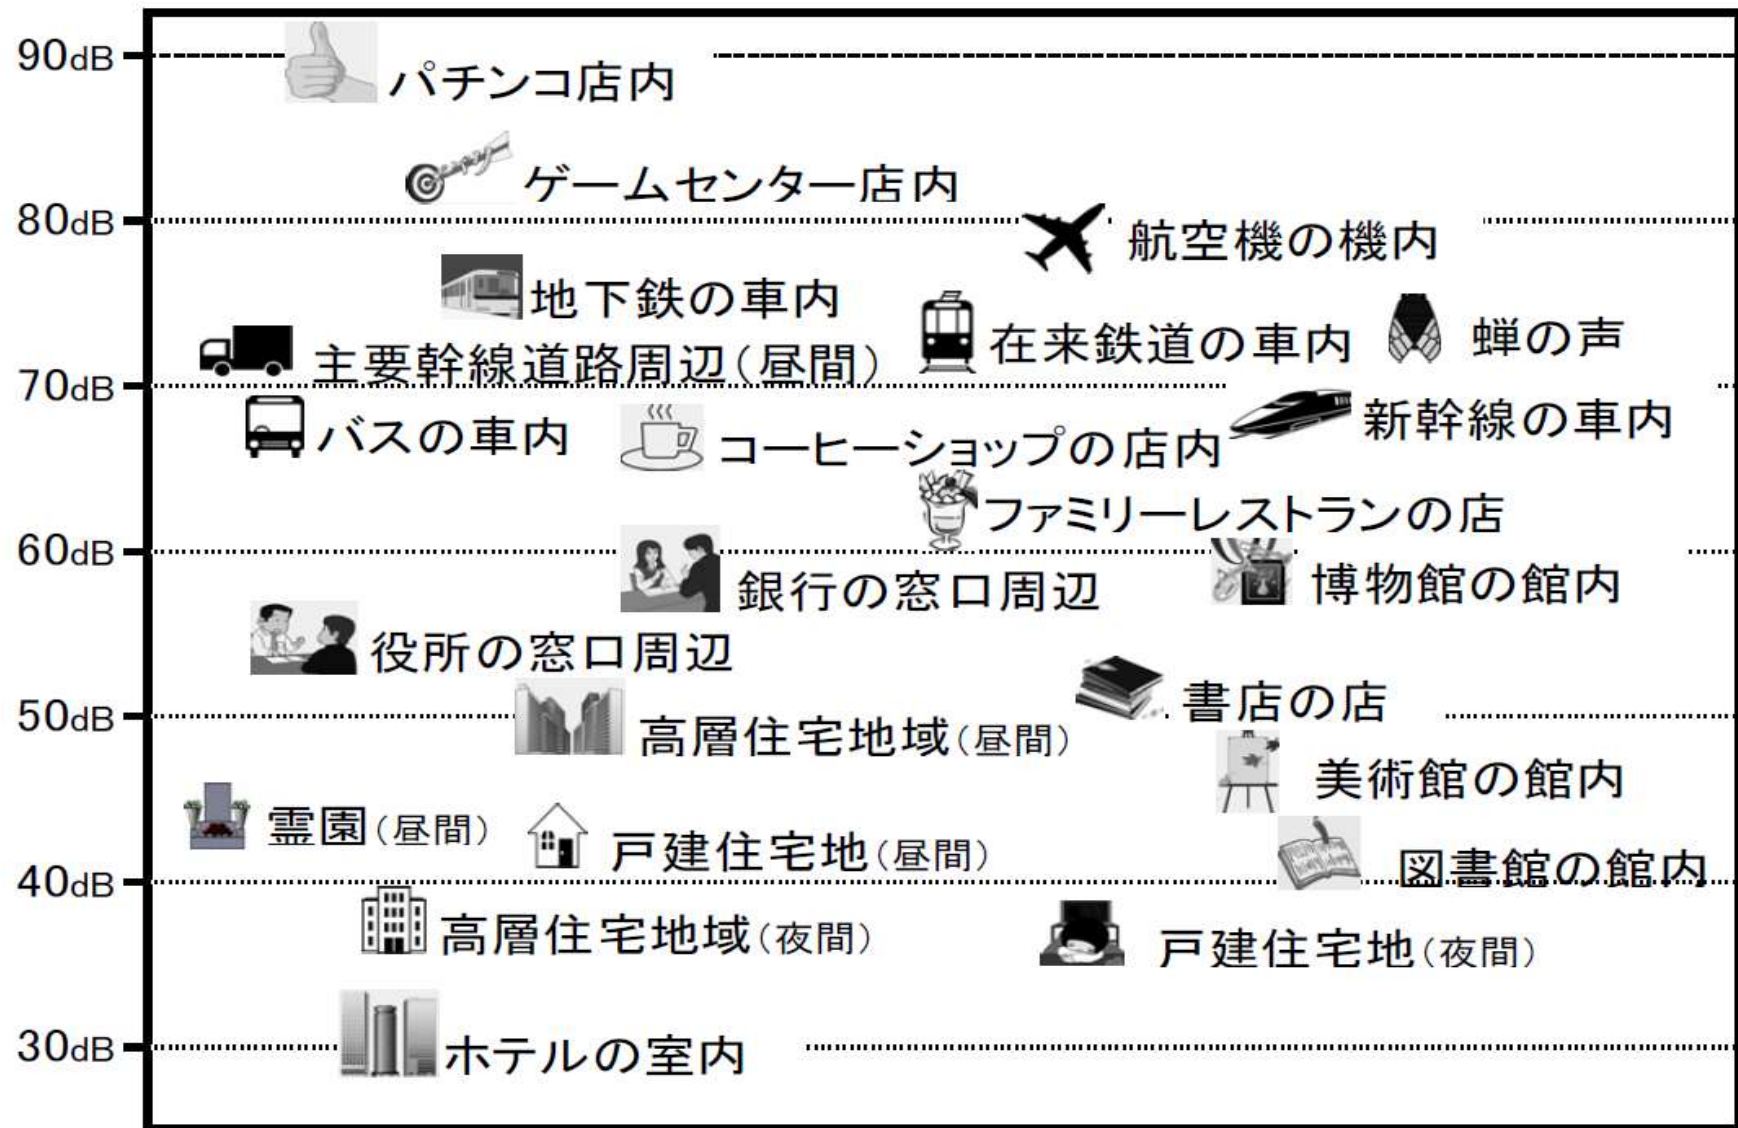 90dB
パチンコ店内
ゲームセンター店内
80dB
航空機の機内
地下鉄の車内
主要幹線道路周辺(昼間)
在来鉄道の車内
蝉の声
70dB
バスの車内
コーヒーショップの店内
新幹線の車内
ファミリーレストランの店
60dB
銀行の窓口周辺
博物館の館内
役所の窓口周辺
書店の店
50dB
高層住宅地域(昼間)
美術館の館内
霊園(昼間)
戸建住宅地(昼間)
図書館の館内
40dB
高層住宅地域(夜間)
戸建住宅地(夜間)
30dB
ホテルの室内